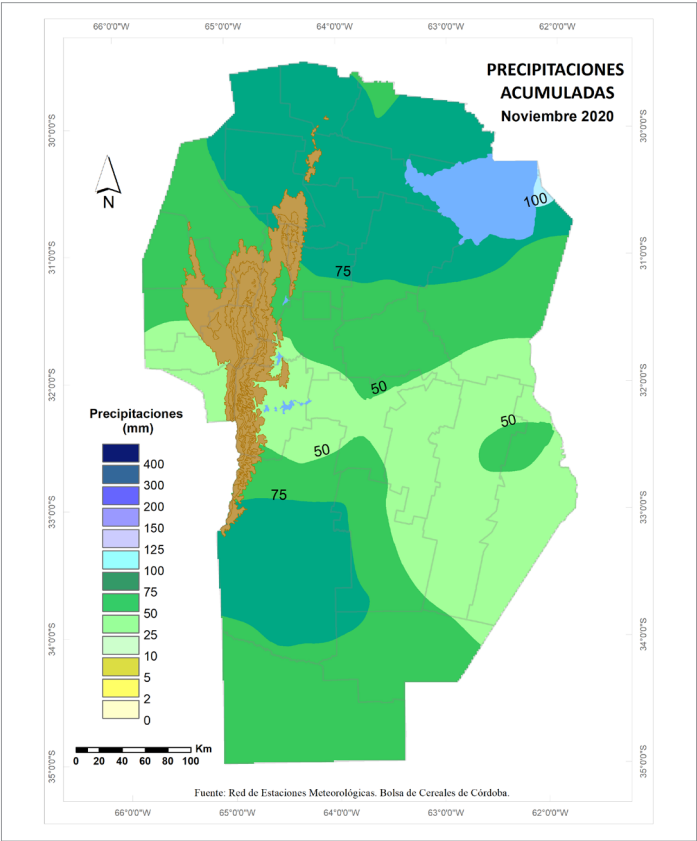 66°0'0"W 65°0'0"W 64°0'0"W 63°0'0"W 62°0'0"W
PRECIPITACIONES
ACUMULADAS
Noviembre 2020
30°0'0"S
30°0'0"S
N
100
31°0'0"S
31°0'0"S
75
32°0'0"S
32°0'0"S
50
50
50
Precipitaciones
(mm)
400
300
200
150
125
100
75
50
25
10
5
2
0
75
33°0'0"S
33°0'0"S
34°0'0"S
34°0'0"S
Km
0 20 40 60 80 100
35°0'0"S
35°0'0"S
Fuente: Red de Estaciones Meteorológicas. Bolsa de Cereales de Córdoba.
66°0'0"W 65°0'0"W 64°0'0"W 63°0'0"W 62°0'0"W